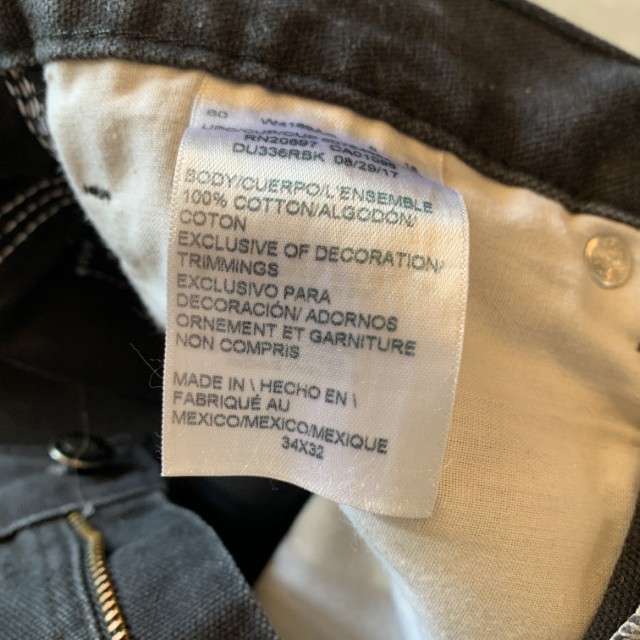 RN20697
DU336RBK 08/29/17
BODY/CUERPO/L'ENSEMBLE
100% COTTON/ALGODON/
COTON
EXCLUSIVE OF DECORATION/
TRIMMINGS
EXCLUSIVO PARA
DECORACIÓN/ ADORNOS
ORNEMENT ET GARNITURE
NON COMPRIS
MADE IN \ HECHO EN \
FABRIQUÉ AU
MEXICO/MEXICO/MEXIQUE
34X32